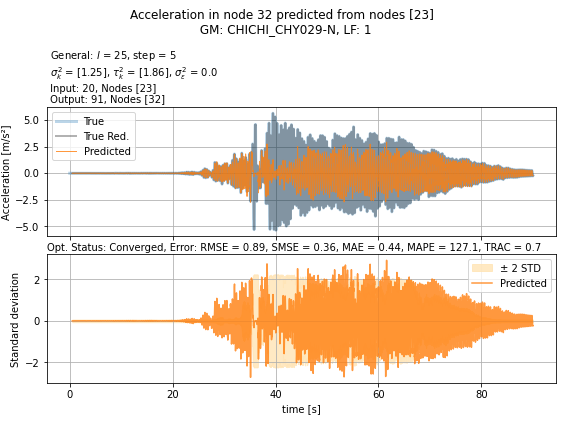 Acceleration in node 32 predicted from nodes [23]
GM: CHICHI_CHY029-N, LF: 1
General: l = 25, step = 5
σ²ₖ = [1.25], τ²ₖ = [1.86], σ²ε = 0.0
Input: 20, Nodes [23]
Output: 91, Nodes [32]
Acceleration [m/s²]
5.0
2.5
0.0
−2.5
−5.0
True
True Red.
Predicted
Opt. Status: Converged, Error: RMSE = 0.89, SMSE = 0.36, MAE = 0.44, MAPE = 127.1, TRAC = 0.7
Standard deviation
2
0
−2
± 2 STD
Predicted
0 20 40 60 80
time [s]